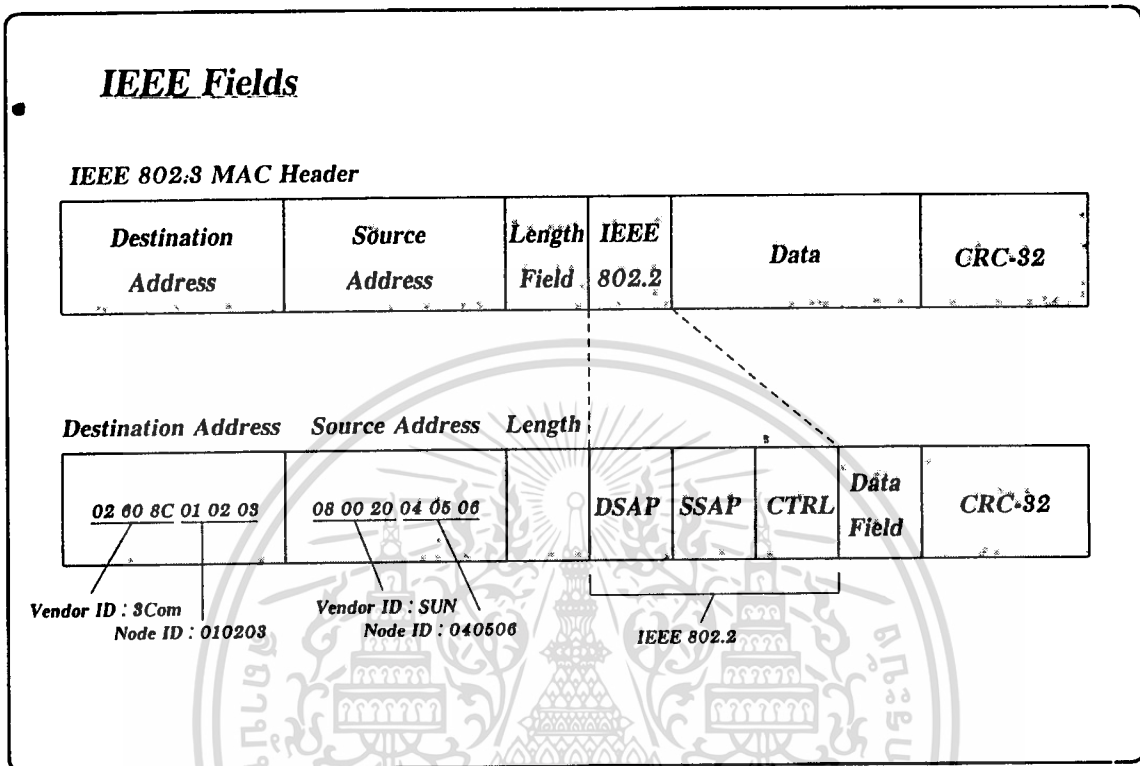 IEEE Fields
IEEE 802.3 MAC Header
Destination Address
Source Address
Length Field
IEEE 802.2
Data
CRC-32
Destination Address Source Address Length
02 60 8C 01 02 03
08 00 20 04 05 06
DSAP
SSAP
CTRL
Data Field
CRC-32
Vendor ID : 3Com
Node ID : 010203
Vendor ID : SUN
Node ID : 040506
IEEE 802.2